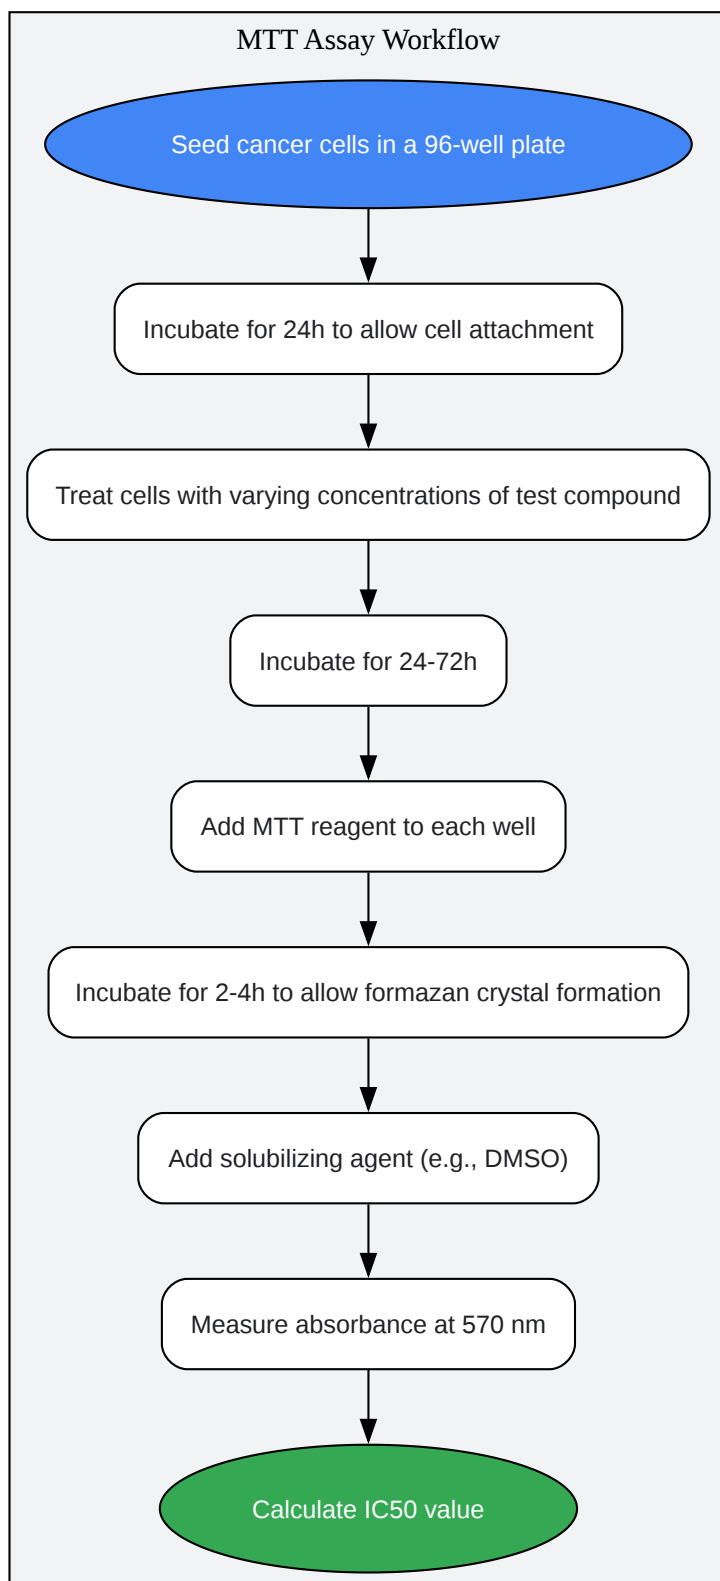 MTT Assay Workflow
Seed cancer cells in a 96-well plate
Incubate for 24h to allow cell attachment
Treat cells with varying concentrations of test compound
Incubate for 24-72h
Add MTT reagent to each well
Incubate for 2-4h to allow formazan crystal formation
Add solubilizing agent (e.g., DMSO)
Measure absorbance at 570 nm
Calculate IC50 value